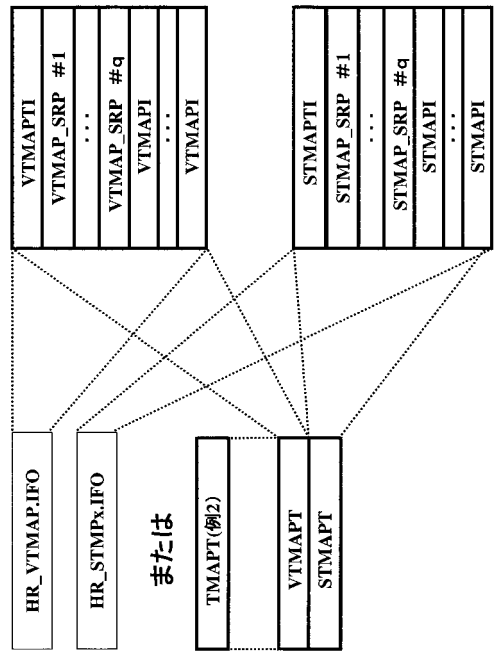 HR_VTMAP.IFO
HR_STMPx.IFO
または
TMAPT(例2)
VTMAPT
STMAPT
VTMAPTI
VTMAP_SRP #1
...
VTMAP_SRP #q
VTMAPI
...
VTMAPI
STMAPTI
STMAP_SRP #1
...
STMAP_SRP #q
STMAPI
...
STMAPI